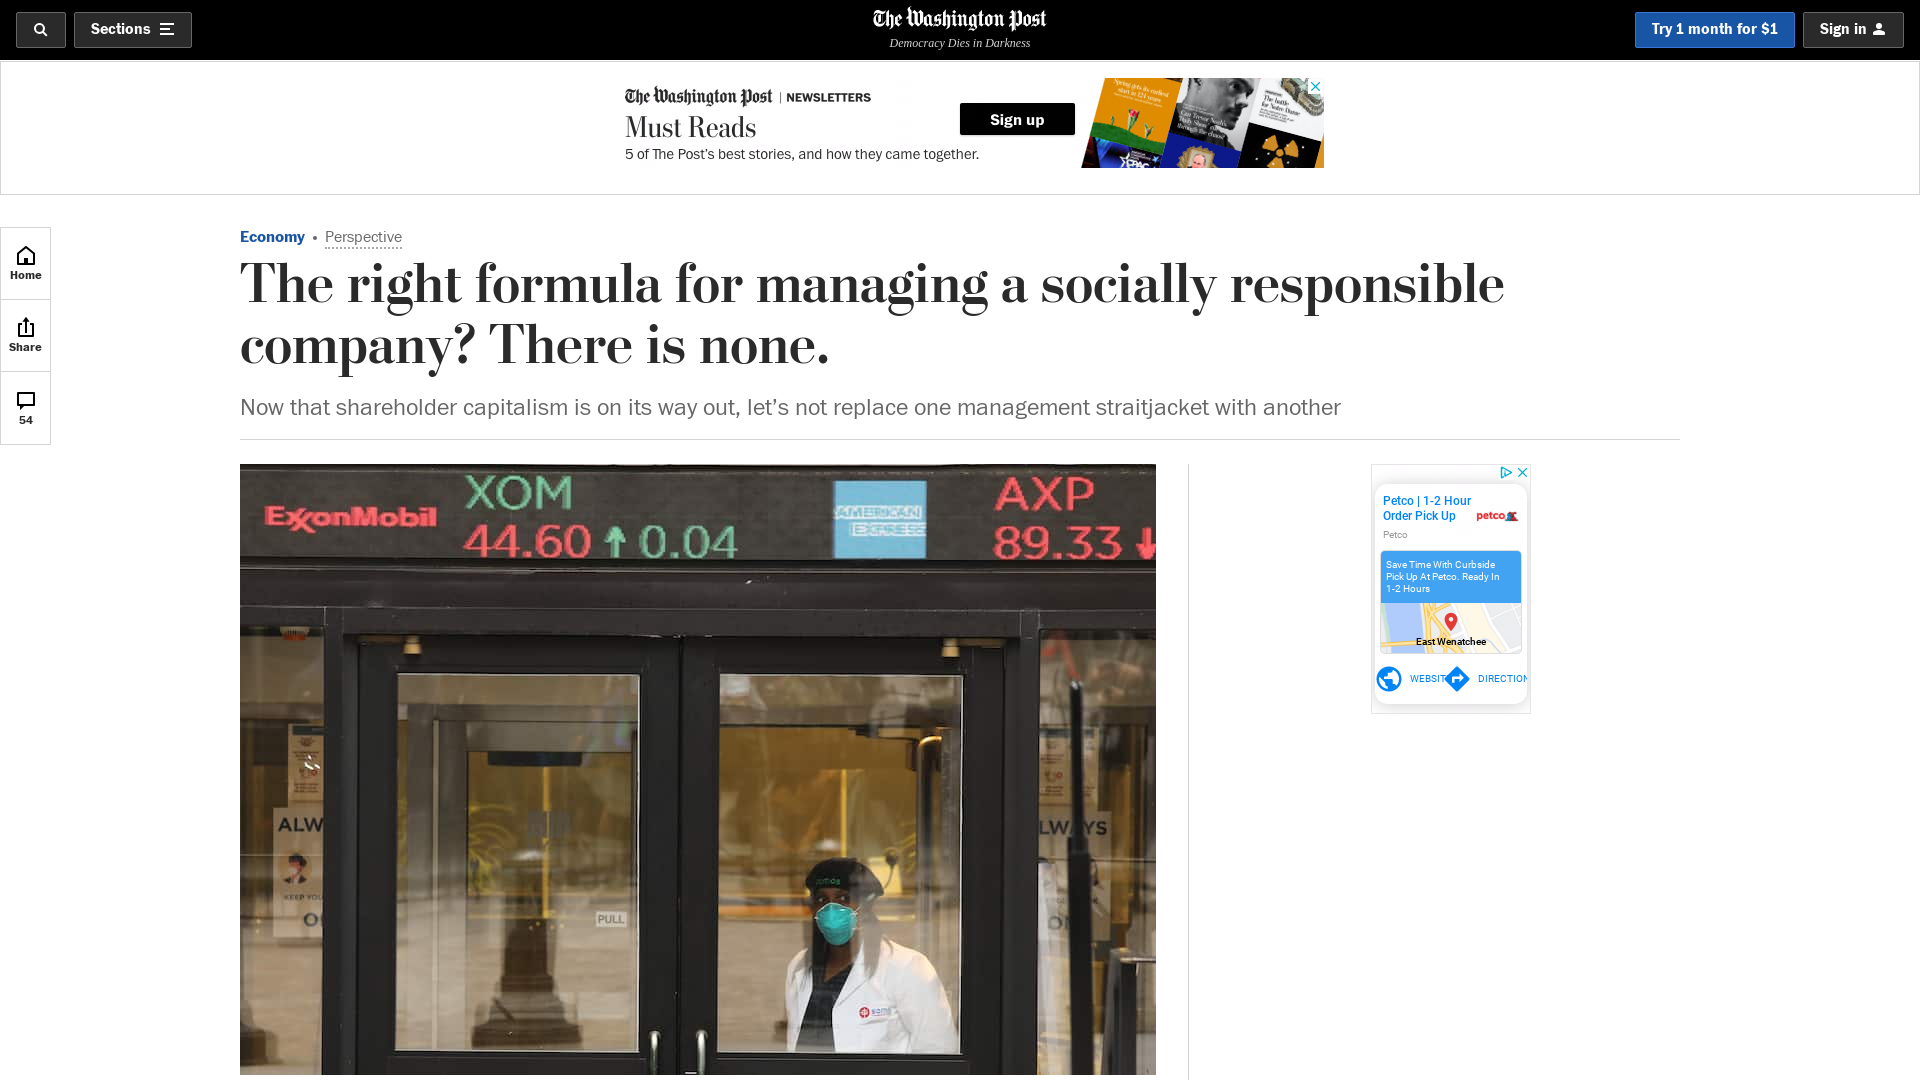 Sections
The Washington Post
Democracy Dies in Darkness
Try 1 month for $1
Sign in
The Washington Post | NEWSLETTERS
Must Reads
5 of The Post's best stories, and how they came together.
Sign up
Home
Share
54
Economy • Perspective
The right formula for managing a socially responsible
company? There is none.
Now that shareholder capitalism is on its way out, let's not replace one management straitjacket with another
ExxonMobil
XOM
44.60 ↑ 0.04
AMERICAN
EXPRESS
AXP
89.33
PULL
ALW
KEEP YOU
LWAYS
somos
Petco | 1-2 Hour
Order Pick Up
petco
Petco
Save Time With Curbside
Pick Up At Petco. Ready In
1-2 Hours
East Wenatchee
WEBSIT
DIRECTION